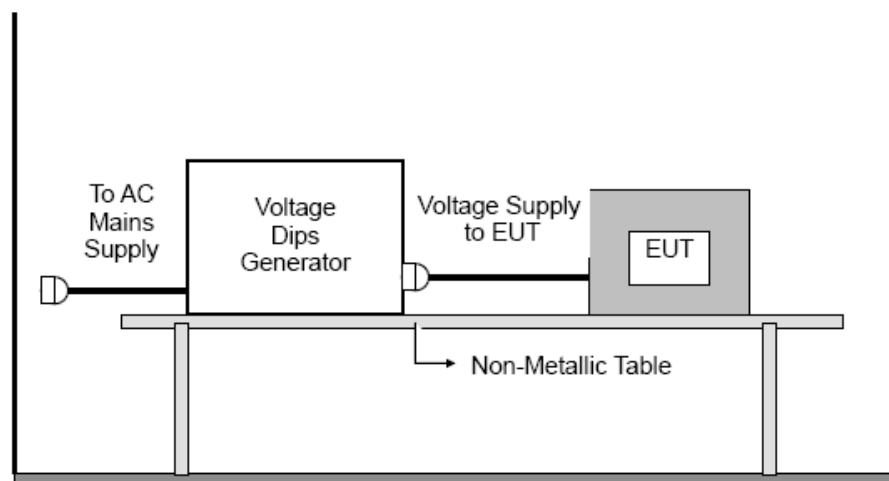 To AC
Mains
Supply
Voltage
Dips
Generator
Voltage Supply
to EUT
EUT
Non-Metallic Table